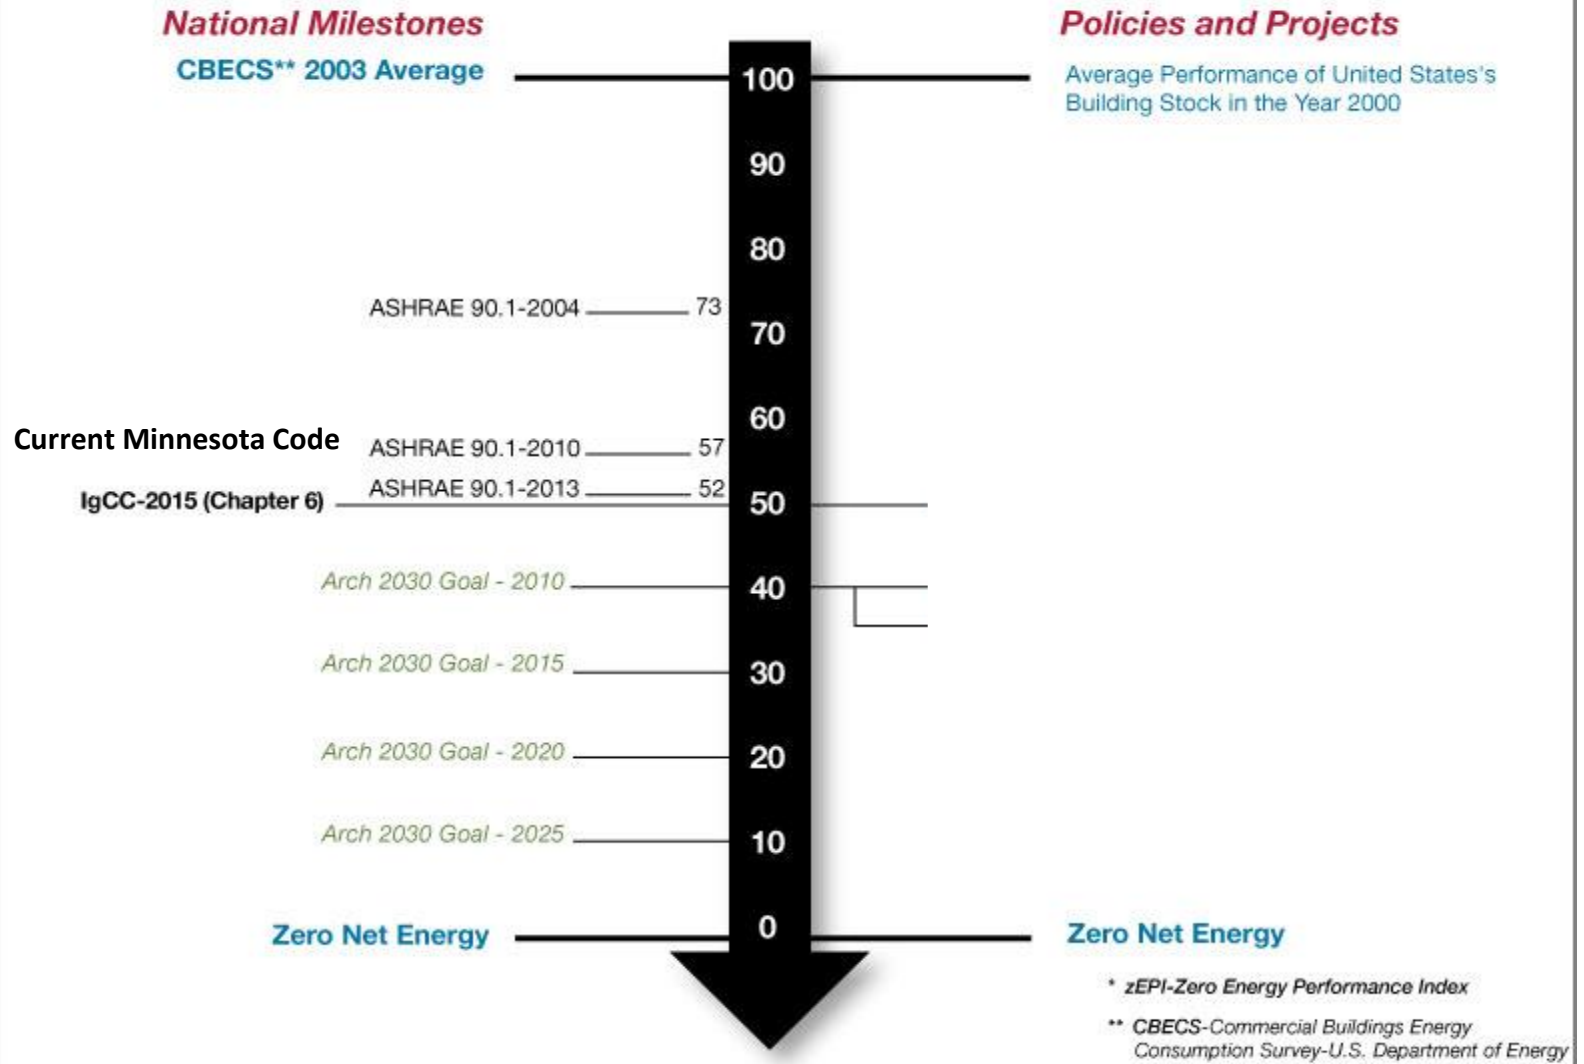 National Milestones
Policies and Projects
CBECS** 2003 Average
100
Average Performance of United States's
Building Stock in the Year 2000
90
80
ASHRAE 90.1-2004
73
70
60
Current Minnesota Code
ASHRAE 90.1-2010
57
ASHRAE 90.1-2013
52
IgCC-2015 (Chapter 6)
50
Arch 2030 Goal - 2010
40
Arch 2030 Goal - 2015
30
Arch 2030 Goal - 2020
20
Arch 2030 Goal - 2025
10
Zero Net Energy
0
Zero Net Energy
* zEPI-Zero Energy Performance Index
** CBECS-Commercial Buildings Energy
Consumption Survey-U.S. Department of Energy